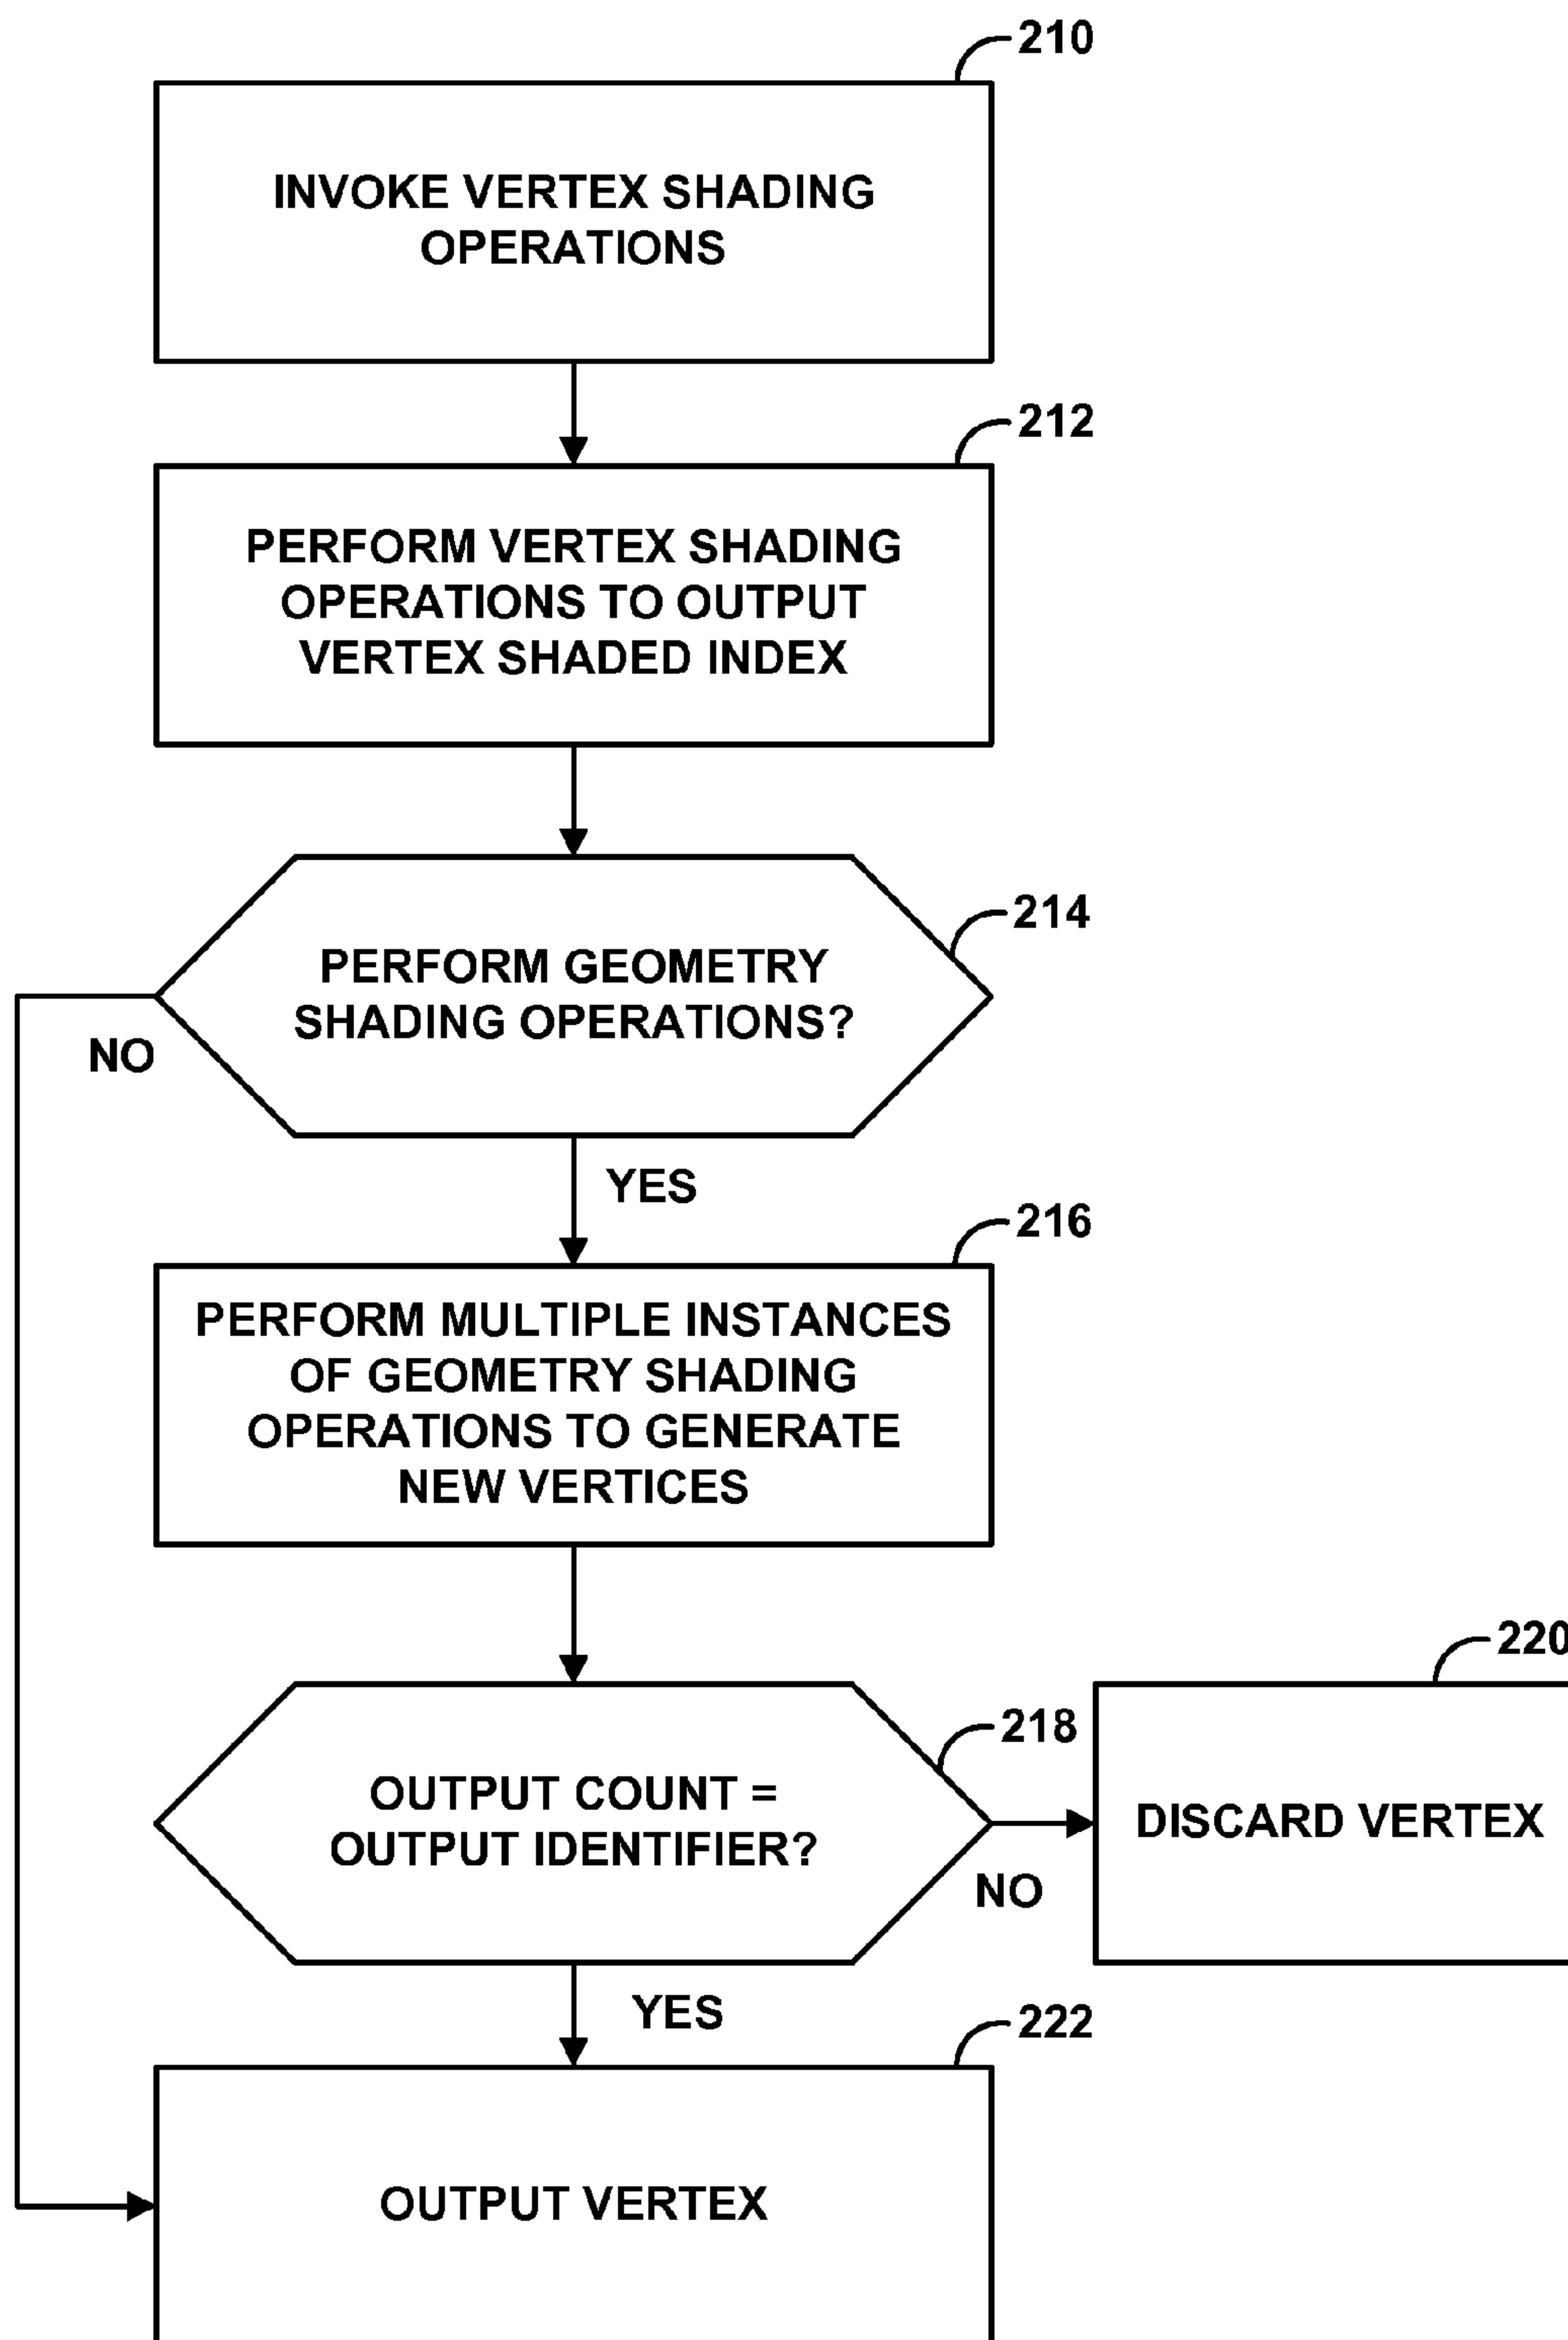 210
INVOKE VERTEX SHADING
OPERATIONS
212
PERFORM VERTEX SHADING
OPERATIONS TO OUTPUT
VERTEX SHADED INDEX
214
PERFORM GEOMETRY
SHADING OPERATIONS?
NO
YES
216
PERFORM MULTIPLE INSTANCES
OF GEOMETRY SHADING
OPERATIONS TO GENERATE
NEW VERTICES
218
OUTPUT COUNT =
OUTPUT IDENTIFIER?
NO
220
DISCARD VERTEX
YES
222
OUTPUT VERTEX